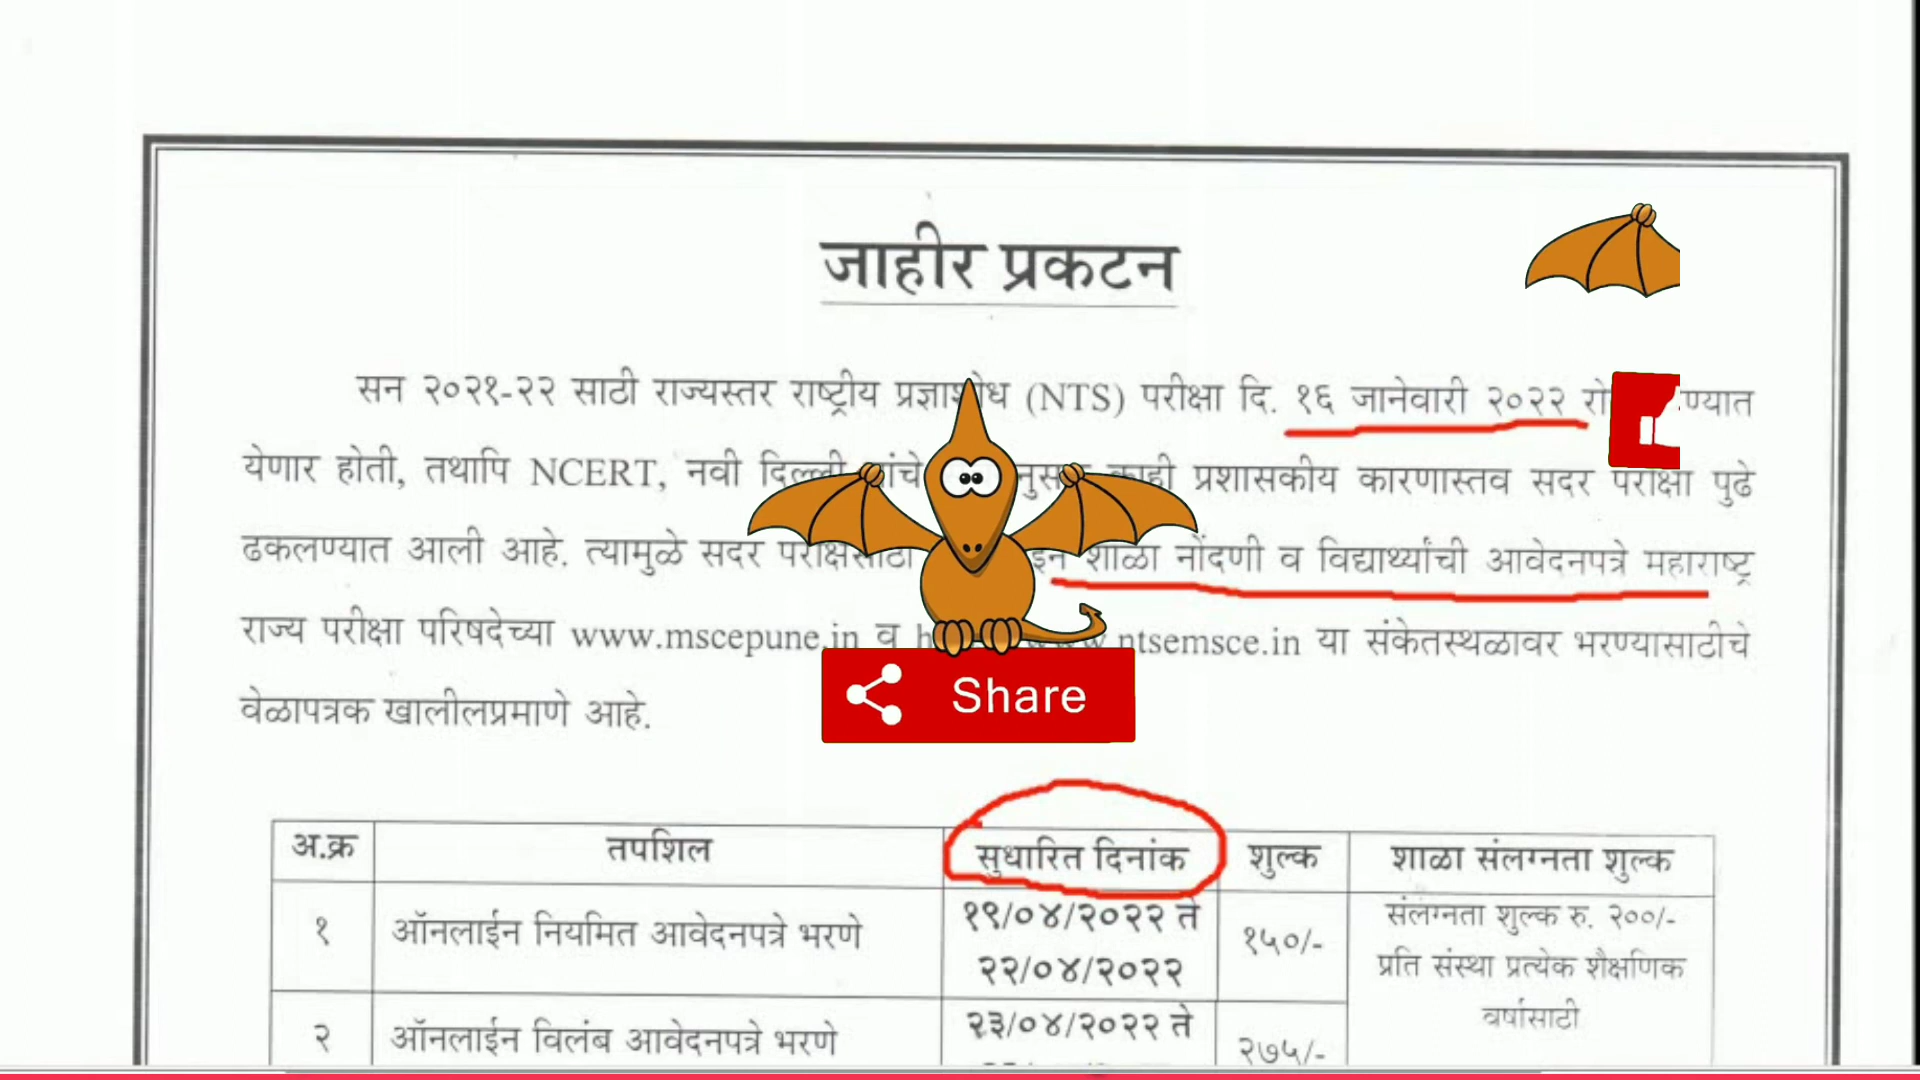 जाहीर प्रकटन
सन २०२१-२२ साठी राज्यस्तर राष्ट्रीय (NTS) परीक्षा दि. १६ जानेवारी २०२२
येणार होती, तथापि NCERT, नवी दिल्ली प्रशासकीय कारणास्तव सदर परीक्षा पुढे
ढकलण्यात आली आहे. त्यामुळे सदर शाळा नोंदणी व विद्यार्थ्यांची आवेदनपत्रे महाराष्ट्र
राज्य परीक्षा परिषदेच्या www.mscepune.in व ntsemsce.in या संकेतस्थळावर भरण्यासाठीचे
वेळापत्रक खालीलप्रमाणे आहे.
Share
अ.क्र तपशिल सुधारित दिनांक शुल्क शाळा संलग्नता शुल्क
१ ऑनलाईन नियमित आवेदनपत्रे भरणे १९/०४/२०२२ ते २२/०४/२०२२ १५०/- संलग्नता शुल्क रु. २००/-
प्रति संस्था प्रत्येक शैक्षणिक
वर्षासाठी
२ ऑनलाईन विलंब आवेदनपत्रे भरणे २३/०४/२०२२ ते २७५/-